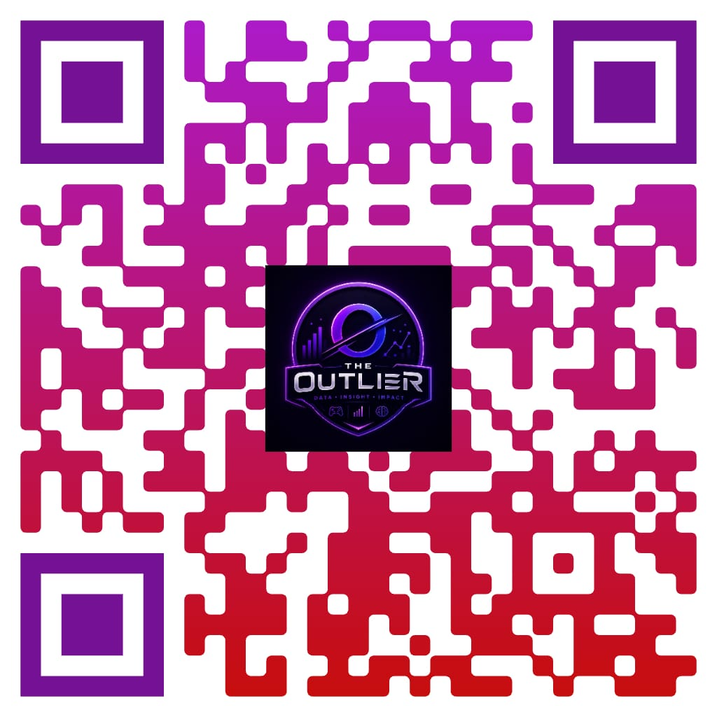 THE
OUTLIER
DATA • INSIGHT • IMPACT